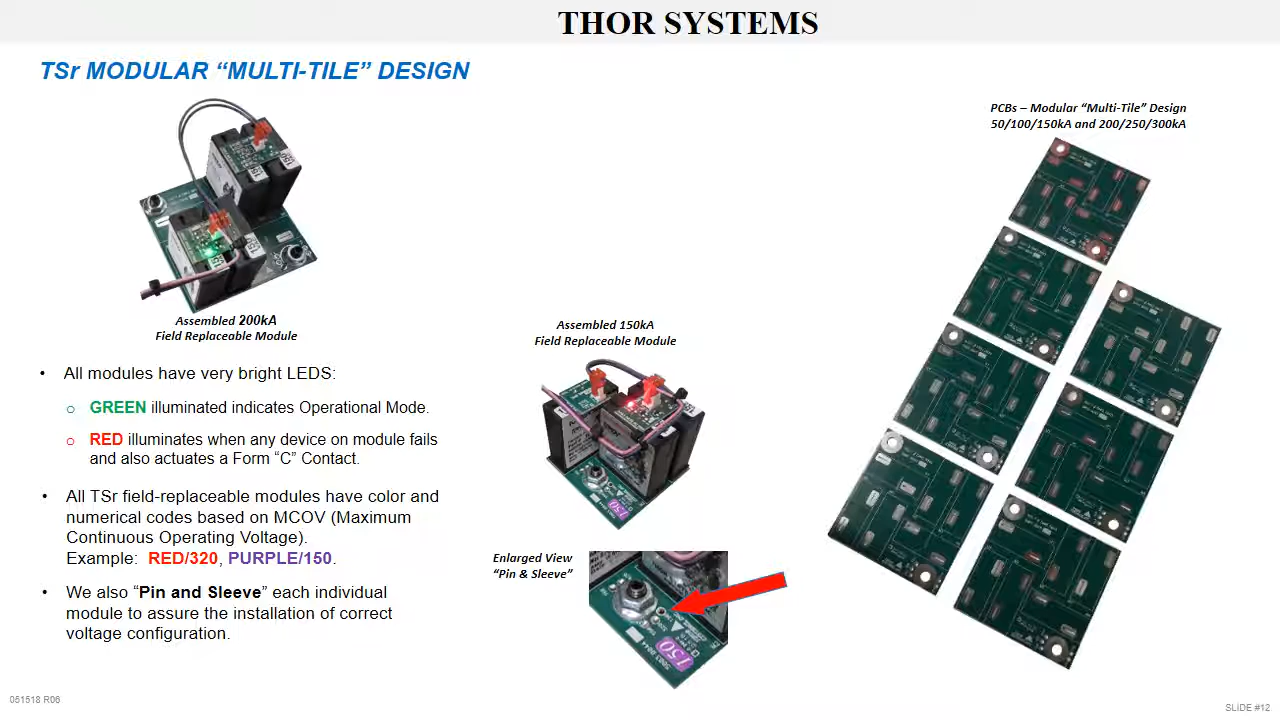 THOR SYSTEMS
TSr MODULAR “MULTI-TILE” DESIGN
PCBs – Modular “Multi-Tile” Design
50/100/150kA and 200/250/300kA
Assembled 200kA
Field Replaceable Module
Assembled 150kA
Field Replaceable Module
• All modules have very bright LEDS:
o GREEN illuminated indicates Operational Mode.
o RED illuminates when any device on module fails
and also actuates a Form “C” Contact.
• All TSr field-replaceable modules have color and
numerical codes based on MCOV (Maximum
Continuous Operating Voltage).
Example: RED/320, PURPLE/150.
Enlarged View
“Pin & Sleeve”
• We also “Pin and Sleeve” each individual
module to assure the installation of correct
voltage configuration.
150
150
051518 R06
SLIDE #12